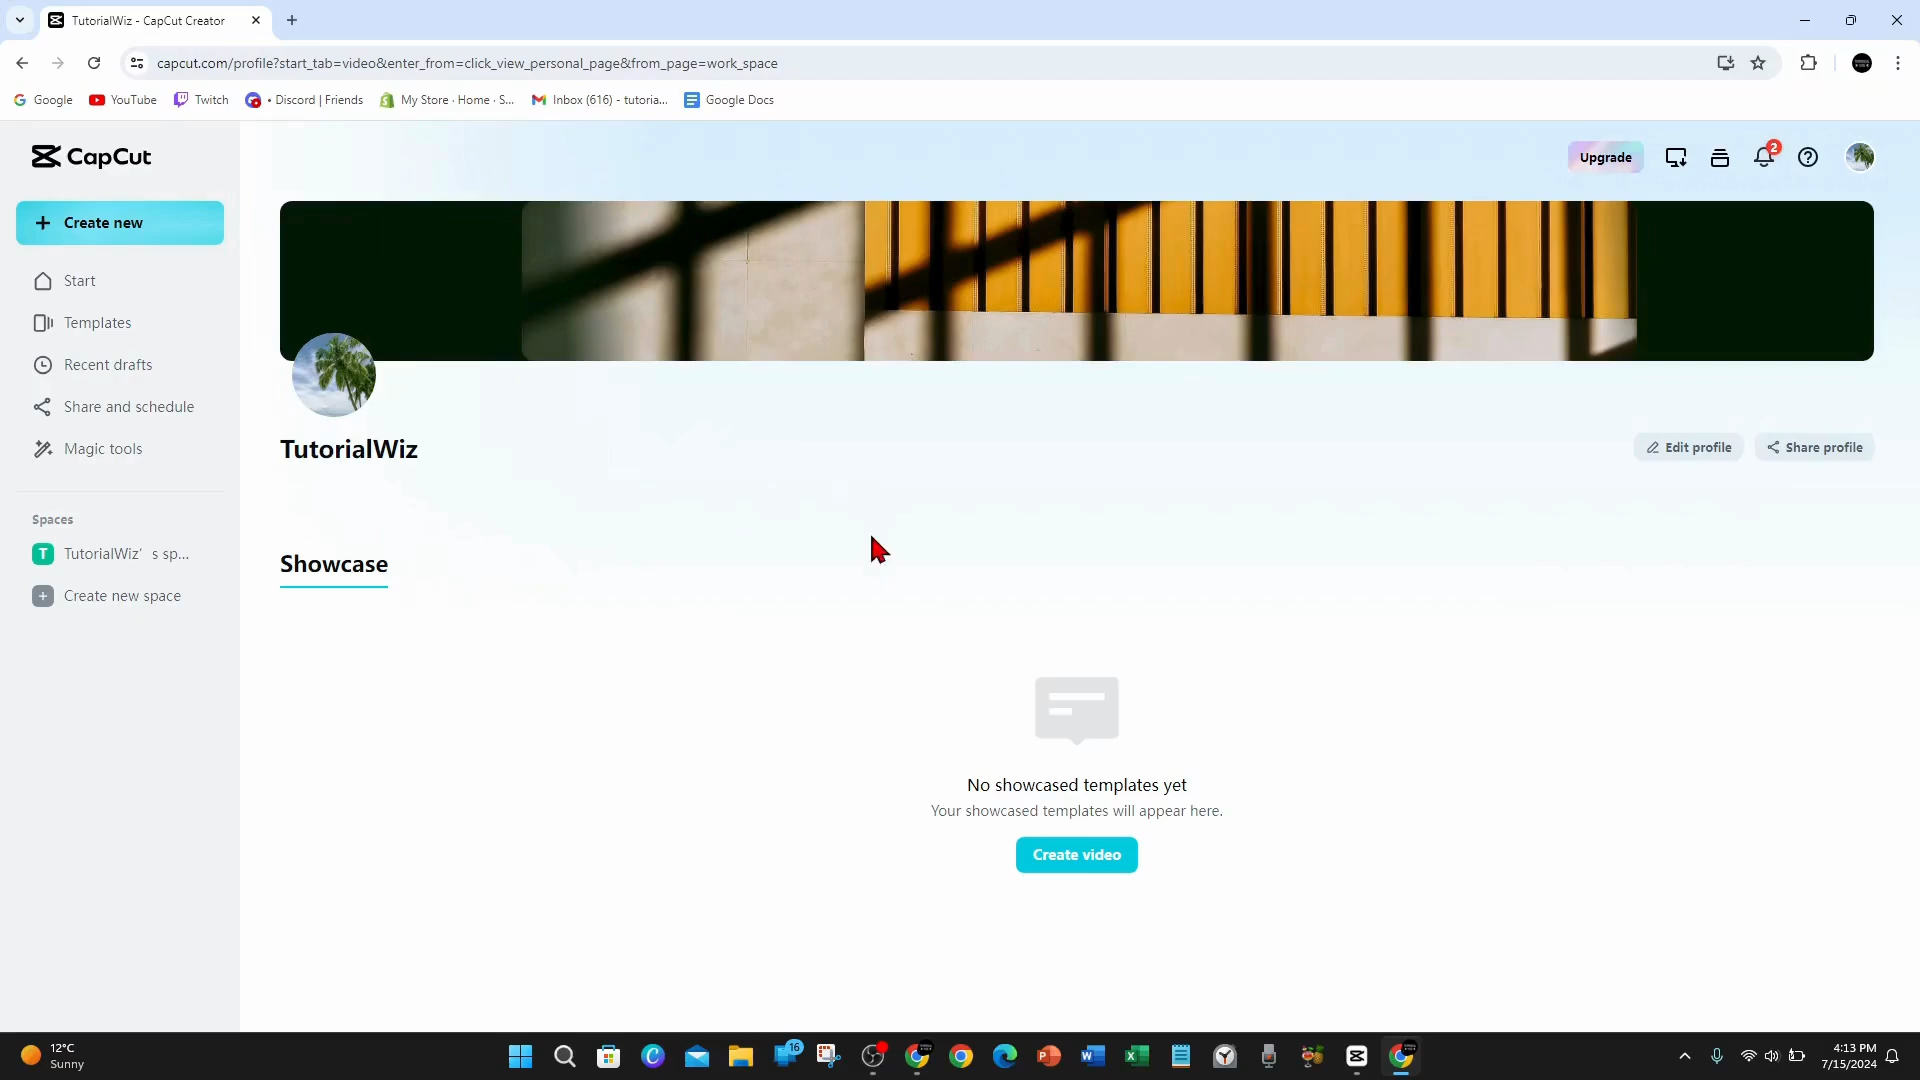 TutorialWiz - CapCut Creator
capcut.com/profile?start_tab=video&enter_from=click_view_personal_page&from_page=work_space
Google
YouTube
Twitch
• Discord | Friends
My Store · Home · S...
Inbox (616) - tutoria...
Google Docs
CapCut
Upgrade
2
Create new
Start
Templates
Recent drafts
Share and schedule
Magic tools
TutorialWiz
Edit profile
Share profile
Spaces
T
TutorialWiz's sp...
Create new space
Showcase
No showcased templates yet
Your showcased templates will appear here.
Create video
12°C
Sunny
16
4:13 PM
7/15/2024